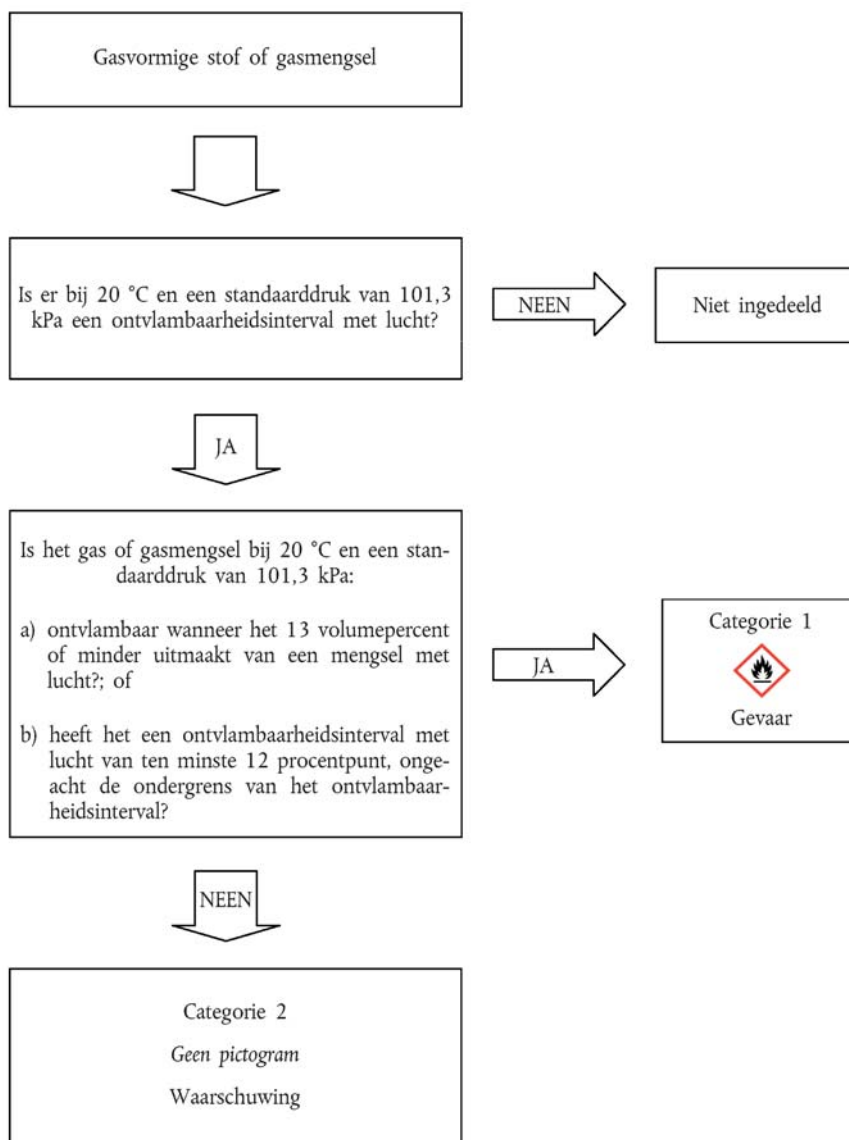 Gasvormige stof of gasmengsel
Is er bij 20 °C en een standaarddruk van 101,3
kPa een ontvlambaarheidsinterval met lucht?
NEEN
Niet ingedeeld
JA
Is het gas of gasmengsel bij 20 °C en een stan-
daarddruk van 101,3 kPa:
a) ontvlambaar wanneer het 13 volumepercent
of minder uitmaakt van een mengsel met
lucht?; of
b) heeft het een ontvlambaarheidsinterval met
lucht van ten minste 12 procentpunt, onge-
acht de ondergrens van het ontvlambaar-
heidsinterval?
JA
Categorie 1
Gevaar
NEEN
Categorie 2
Geen pictogram
Waarschuwing